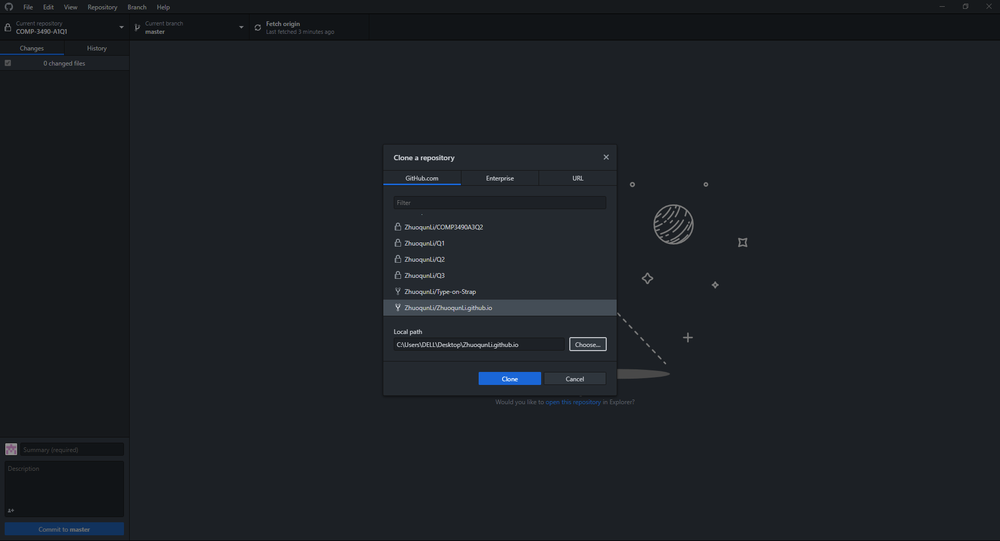 File Edit View Repository Branch Help
Current repository
COMP-3490-A1Q1
Current branch
master
Fetch origin
Last fetched 3 minutes ago
Changes History
0 changed files
Clone a repository
GitHub.com Enterprise URL
Filter
ZhuoqunLi/COMP3490A3Q2
ZhuoqunLi/Q1
ZhuoqunLi/Q2
ZhuoqunLi/Q3
ZhuoqunLi/Type-on-Strap
ZhuoqunLi/ZhuoqunLi.github.io
Local path
C:\Users\DELL\Desktop\ZhuoqunLi.github.io Choose...
Clone Cancel
Would you like to open this repository in Explorer?
Summary (required)
Description
Commit to master